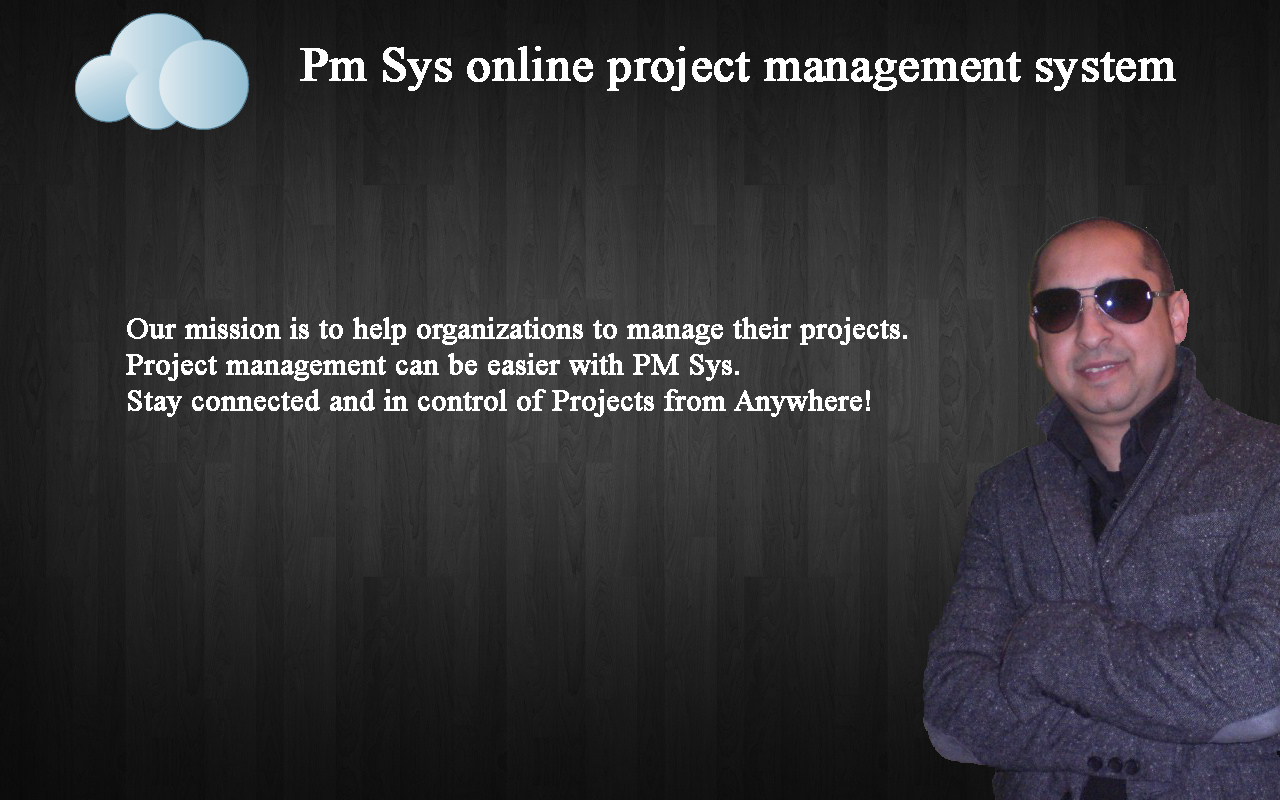 Pm Sys online project management system
Our mission is to help organizations to manage their projects.
Project management can be easier with PM Sys.
Stay connected and in control of Projects from Anywhere!